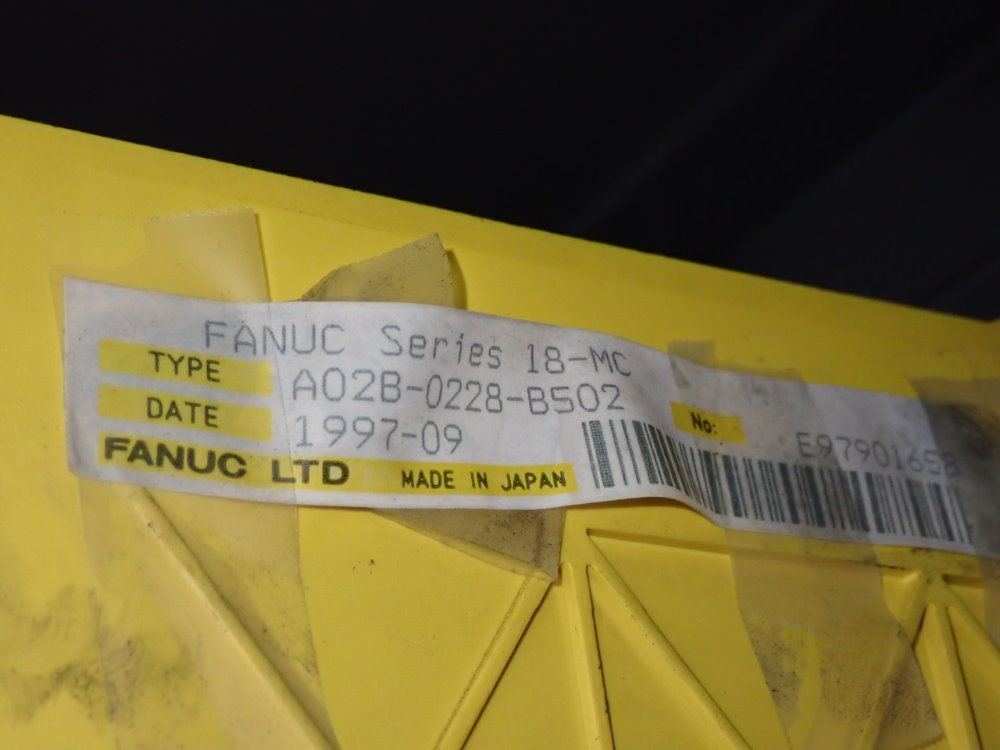 FANUC Series 18-MC
TYPE A02B-0228-B502
DATE 1997-09
FANUC LTD MADE IN JAPAN
No: